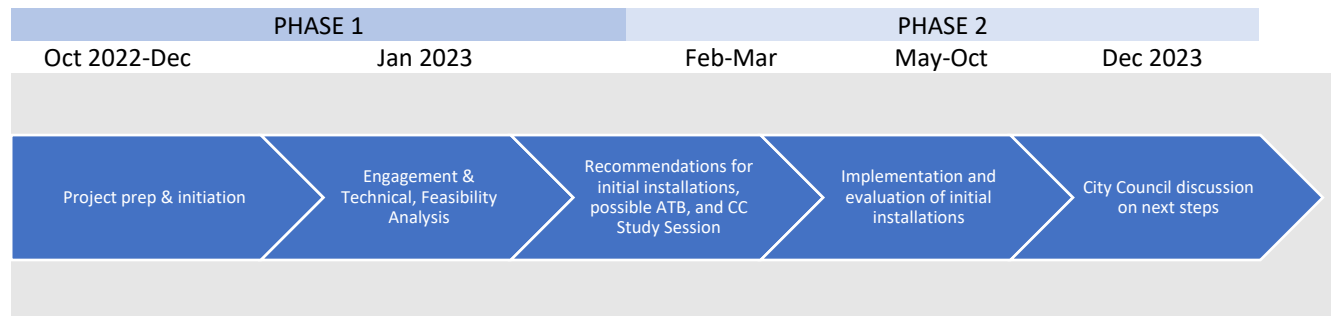 PHASE 1
PHASE 2
Oct 2022-Dec
Jan 2023
Feb-Mar
May-Oct
Dec 2023
Project prep & initiation
Engagement &
Technical, Feasibility
Analysis
Recommendations for
initial installations,
possible ATB, and CC
Study Session
Implementation and
evaluation of initial
installations
City Council discussion
on next steps